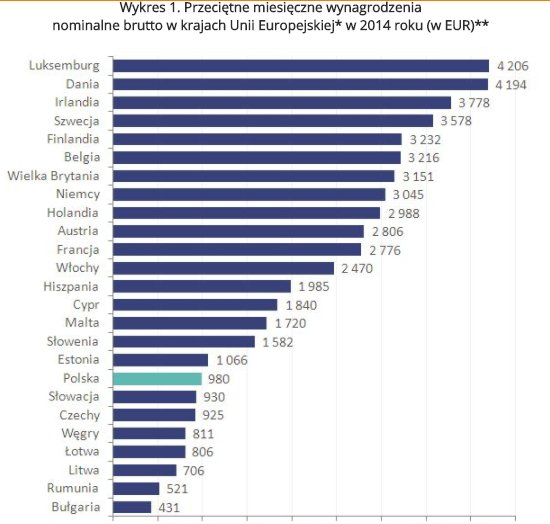 Wykres 1. Przeciętne miesięczne wynagrodzenia
nominalne brutto w krajach Unii Europejskiej* w 2014 roku (w EUR)**
Luksemburg 4 206
Dania 4 194
Irlandia 3 778
Szwecja 3 578
Finlandia 3 232
Belgia 3 216
Wielka Brytania 3 151
Niemcy 3 045
Holandia 2 988
Austria 2 806
Francja 2 776
Włochy 2 470
Hiszpania 1 985
Cypr 1 840
Malta 1 720
Słowenia 1 582
Estonia 1 066
Polska 980
Słowacja 930
Czechy 925
Węgry 811
Łotwa 806
Litwa 706
Rumunia 521
Bułgaria 431